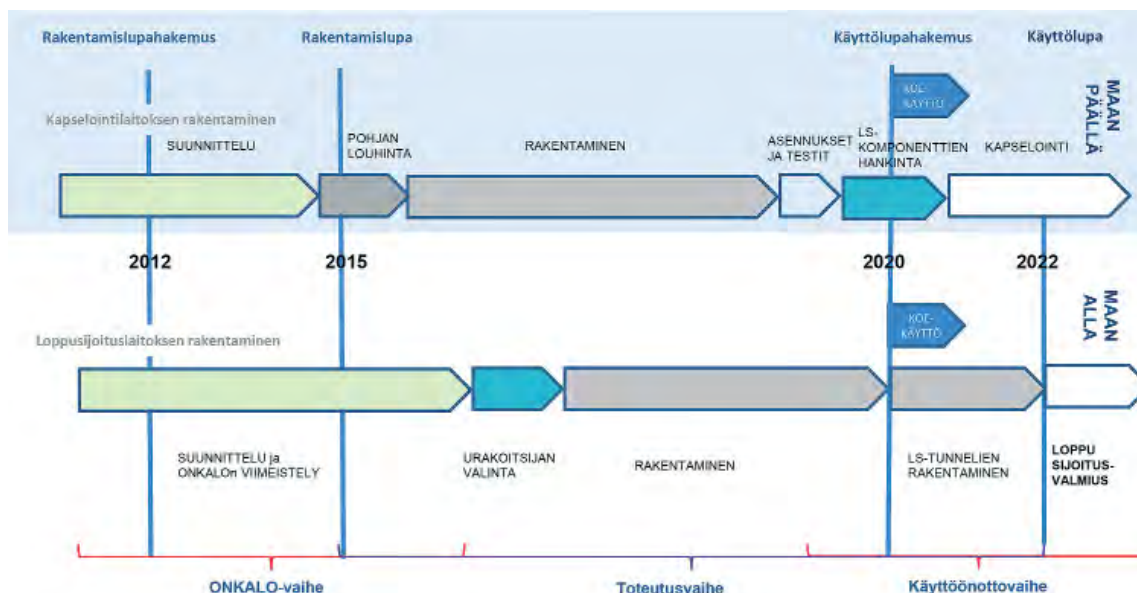 Rakentamislupahakemus
Rakentamislupa
Käyttölupahakemus
Käyttölupa
MAAN
PÄÄLLÄ
KOE-
KÄYTTÖ
Kapselointilaitoksen rakentaminen
SUUNNITTELU
POHJAN
LOUHINTA
RAKENTAMINEN
ASENNUKSET
JA TESTIT
LS-
KOMPONENTTIEN
HANKINTA
KAPSELOINTI
2012
2015
2020
2022
MAAN
ALLA
KOE-
KÄYTTÖ
Loppusijoituslaitoksen rakentaminen
SUUNNITTELU ja
ONKALOn VIIMEISTELY
URAKOITSIJAN
VALINTA
RAKENTAMINEN
LS-TUNNELIEN
RAKENTAMINEN
LOPPU
SIJOITUS-
VALMIUS
ONKALO-vaihe
Toteutusvaihe
Käyttöönottovaihe